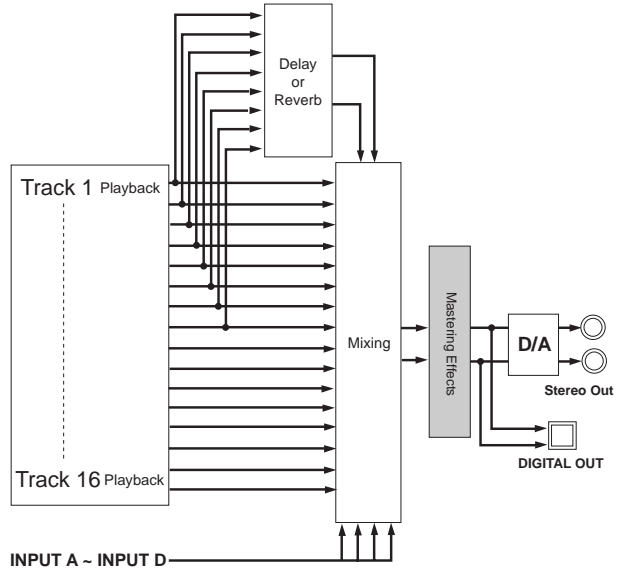 Delay
or
Reverb
Track 1 Playback
Mixing
Mastering Effects
D/A
Stereo Out
DIGITAL OUT
Track 16 Playback
INPUT A ~ INPUT D